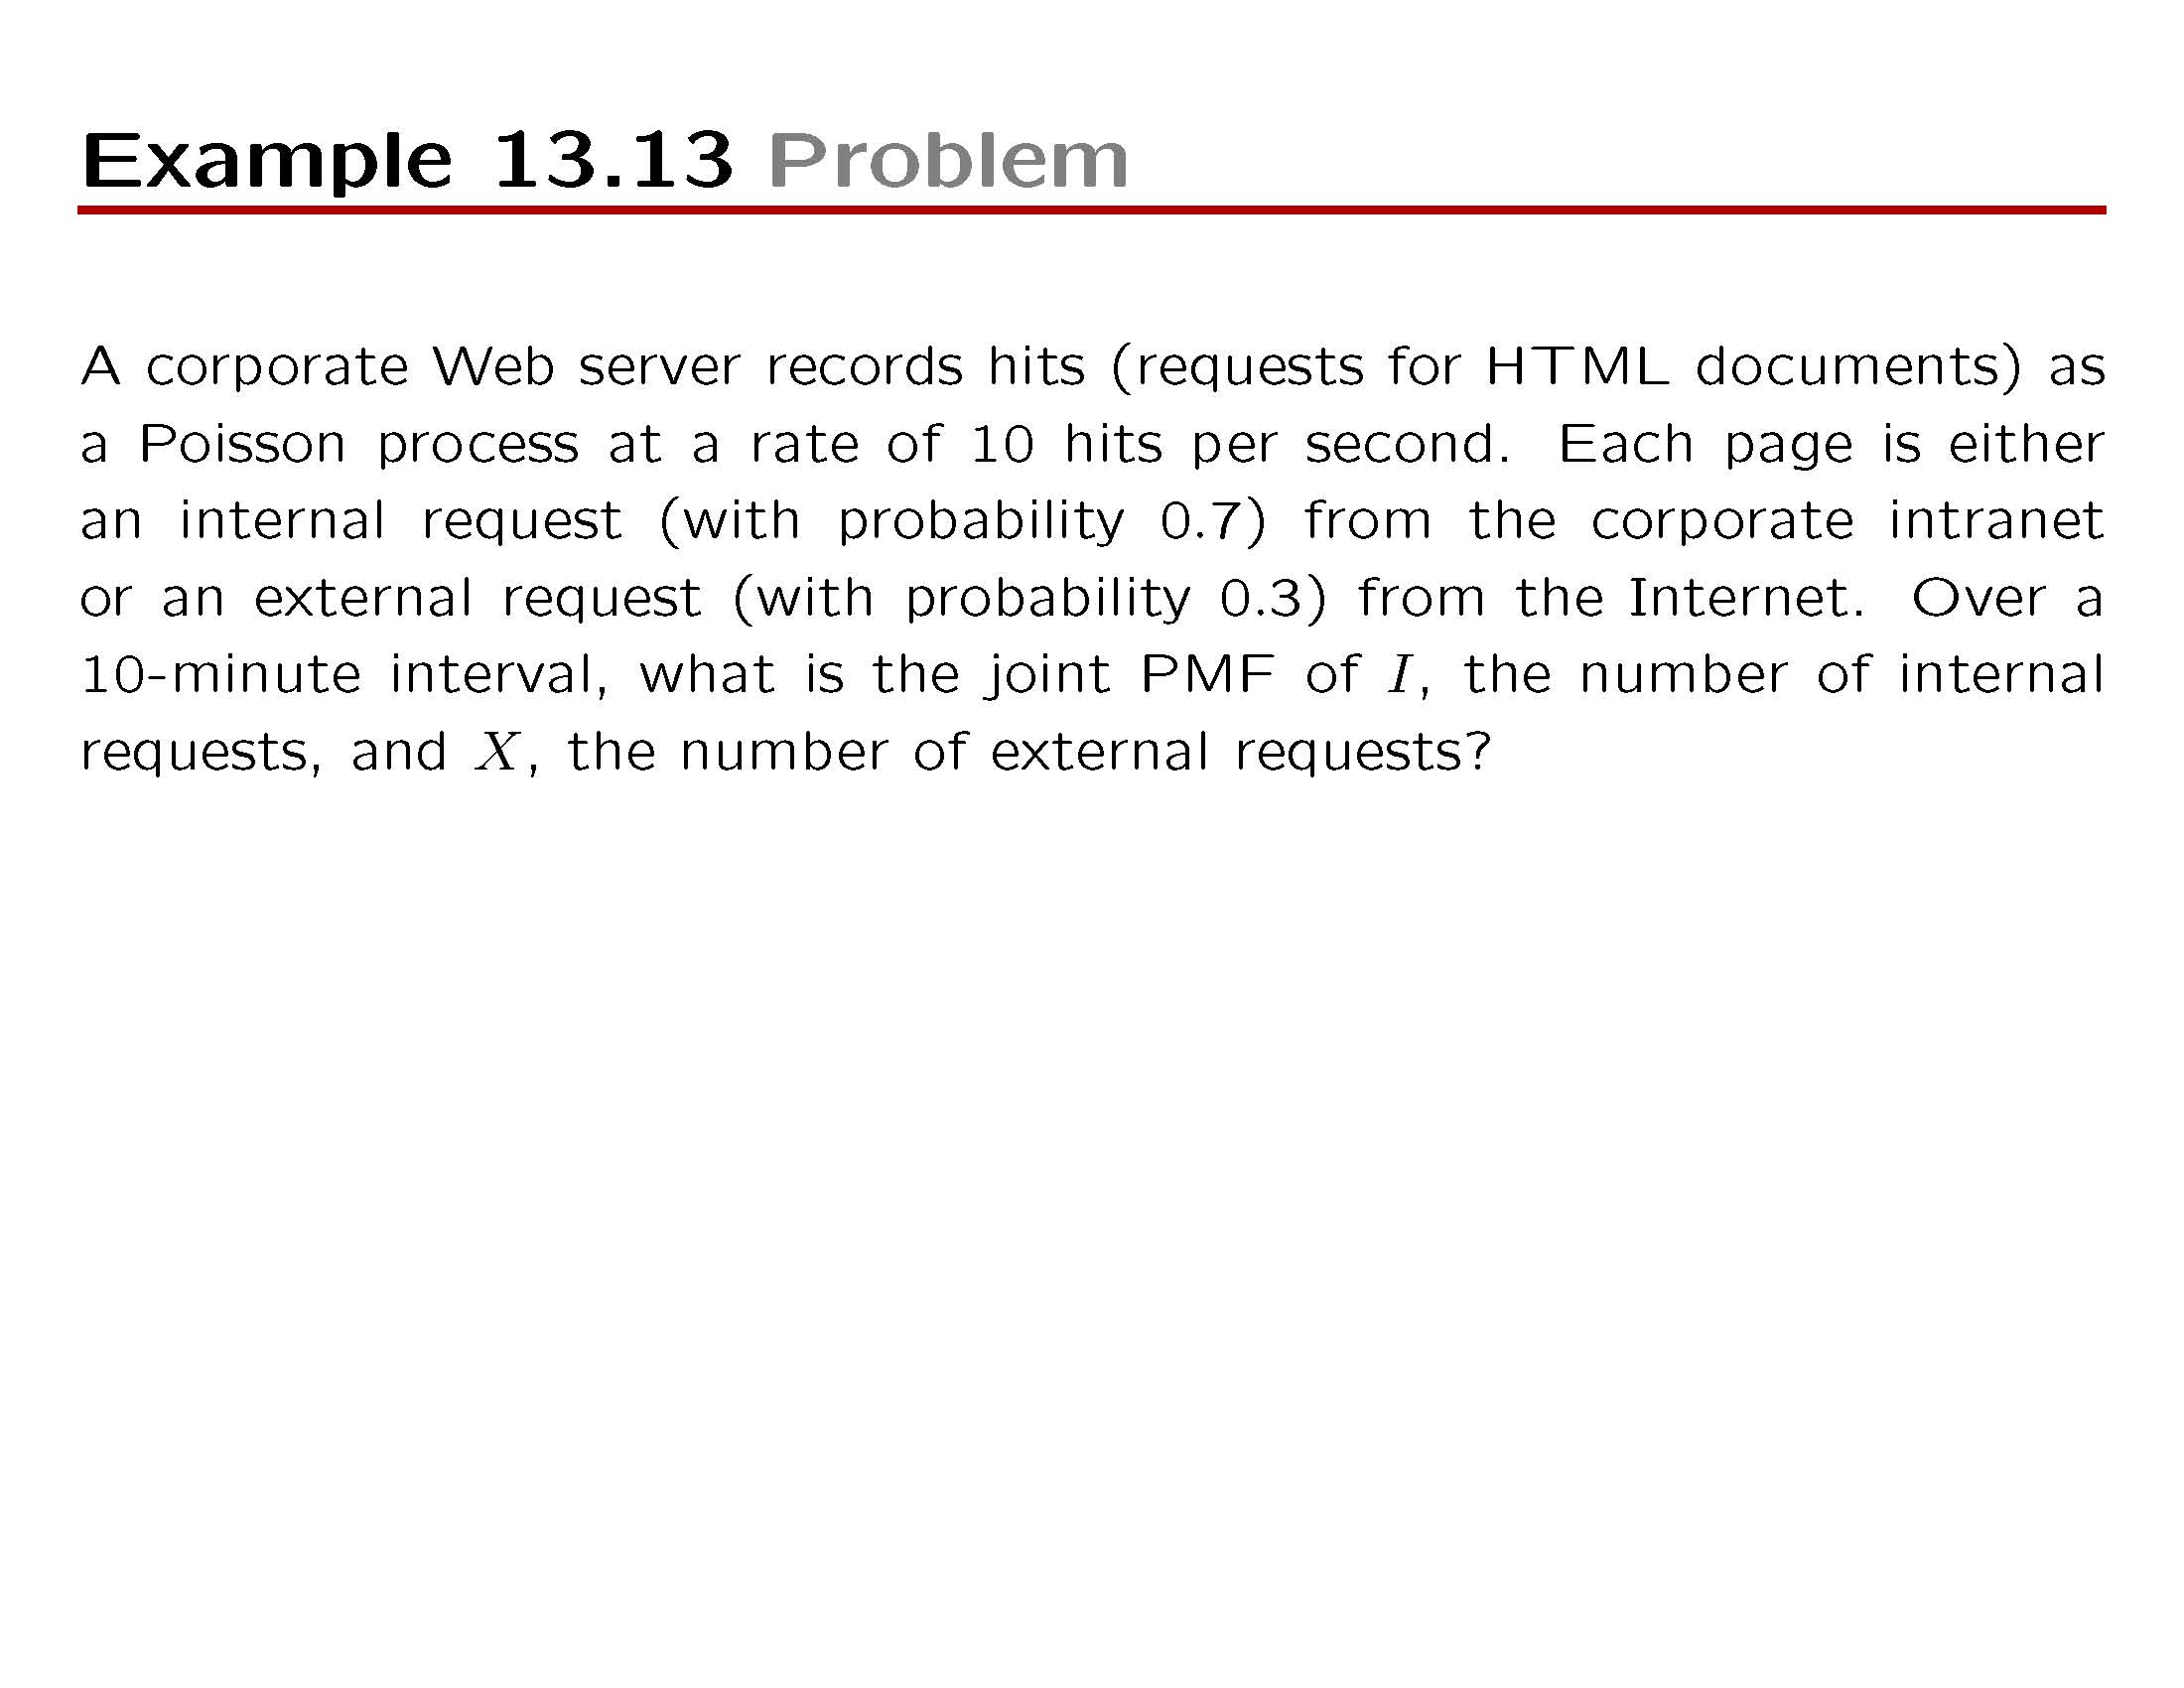 Example 13.13 Problem
A corporate Web server records hits (requests for HTML documents) as
a Poisson process at a rate of 10 hits per second. Each page is either
an internal request (with probability 0.7) from the corporate intranet
or an external request (with probability 0.3) from the Internet. Over a
10-minute interval, what is the joint PMF of I, the number of internal
requests, and X, the number of external requests?